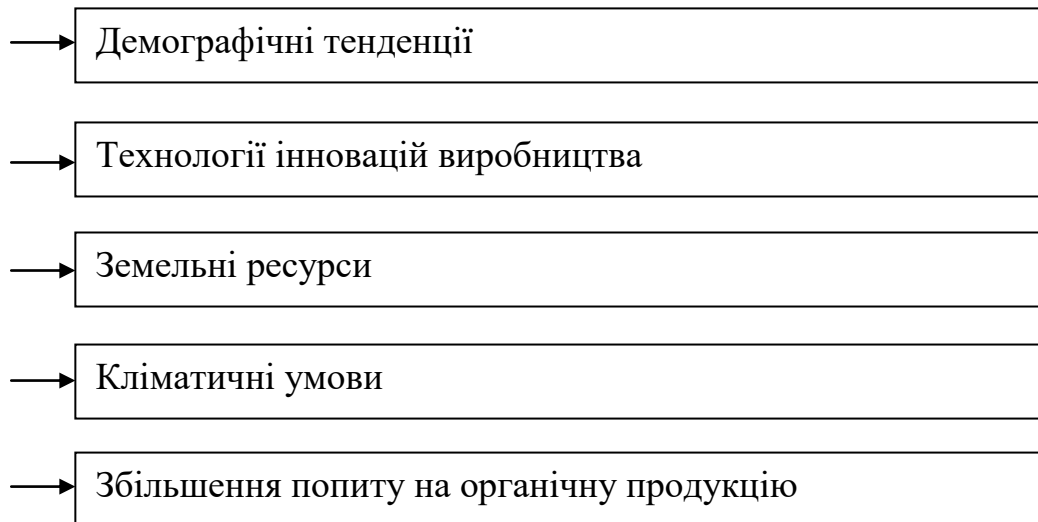 Демографічні тенденції
Технології інновацій виробництва
Земельні ресурси
Кліматичні умови
Збільшення попиту на органічну продукцію